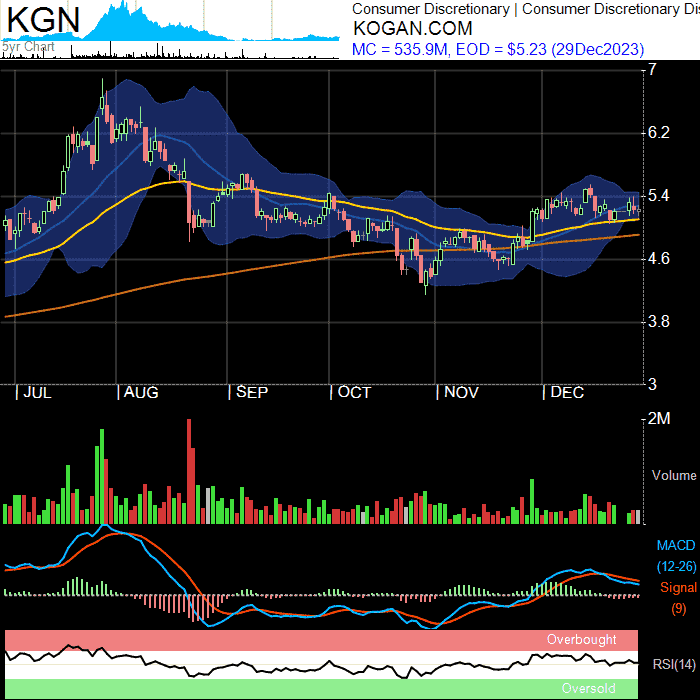 KGN
5yr Chart
Consumer Discretionary | Consumer Discretionary Dis
KOGAN.COM
MC = 535.9M, EOD = $5.23 (29Dec2023)
7
6.2
5.4
4.6
3.8
3
JUL AUG SEP OCT NOV DEC
2M
Volume
MACD
(12-26)
Signal
(9)
Overbought
RSI(14)
Oversold